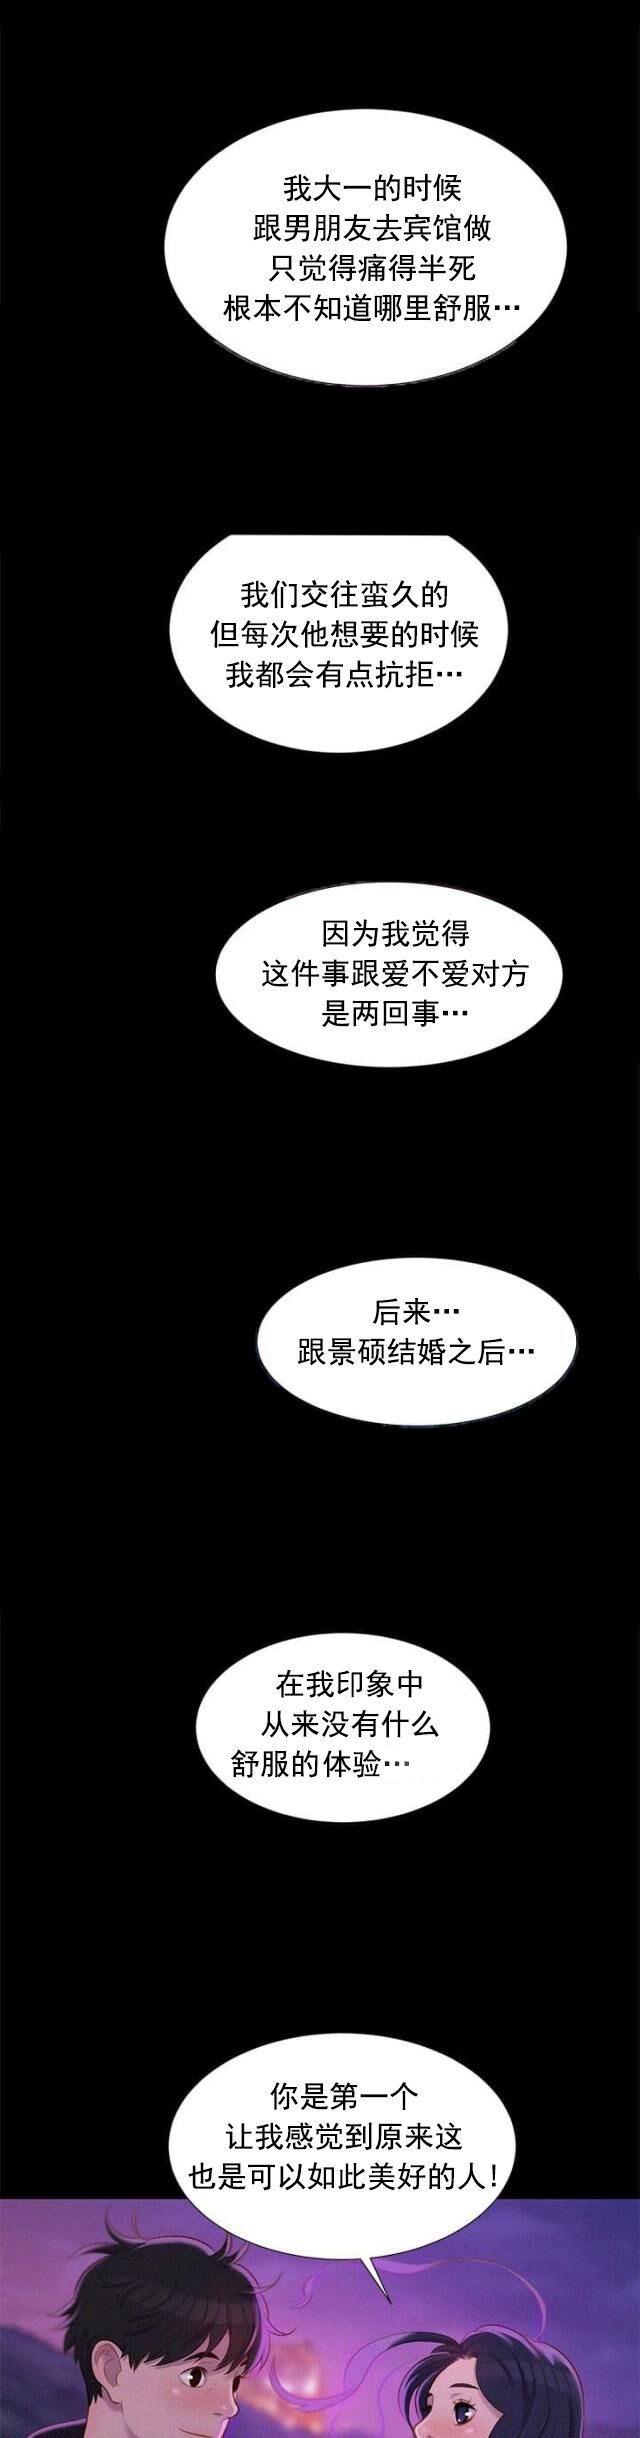 我大一的时候
跟男朋友去宾馆做
只觉得痛得半死
根本不知道哪里舒服…
我们交往蛮久的
但每次他想要的时候
我都会有点抗拒…
因为我觉得
这件事跟爱不爱对方
是两回事…
后来…
跟景硕结婚之后…
在我印象中
从来没有什么
舒服的体验…
你是第一个
让我感觉到原来这
也是可以如此美好的人!